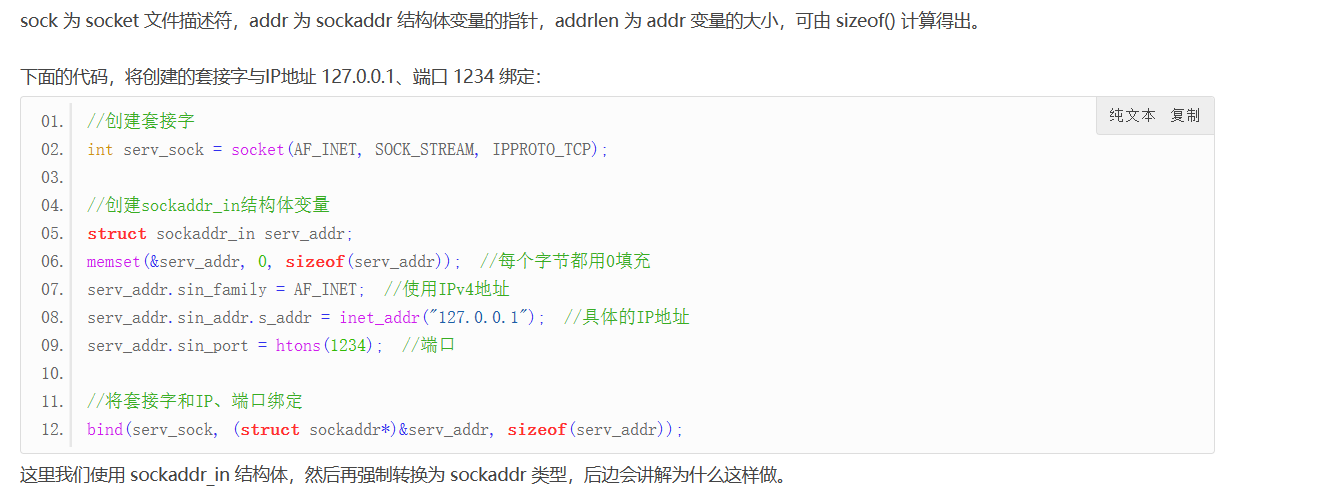 sock 为 socket 文件描述符，addr 为 sockaddr 结构体变量的指针，addrlen 为 addr 变量的大小，可由 sizeof() 计算得出。
下面的代码，将创建的套接字与IP地址 127.0.0.1、端口 1234 绑定：
纯文本 复制
01. //创建套接字
02. int serv_sock = socket(AF_INET, SOCK_STREAM, IPPROTO_TCP);
03.
04. //创建sockaddr_in结构体变量
05. struct sockaddr_in serv_addr;
06. memset(&serv_addr, 0, sizeof(serv_addr)); //每个字节都用0填充
07. serv_addr.sin_family = AF_INET; //使用IPv4地址
08. serv_addr.sin_addr.s_addr = inet_addr("127.0.0.1"); //具体的IP地址
09. serv_addr.sin_port = htons(1234); //端口
10.
11. //将套接字和IP、端口绑定
12. bind(serv_sock, (struct sockaddr*)&serv_addr, sizeof(serv_addr));
这里我们使用 sockaddr_in 结构体，然后再强制转换为 sockaddr 类型，后边会讲解为什么这样做。